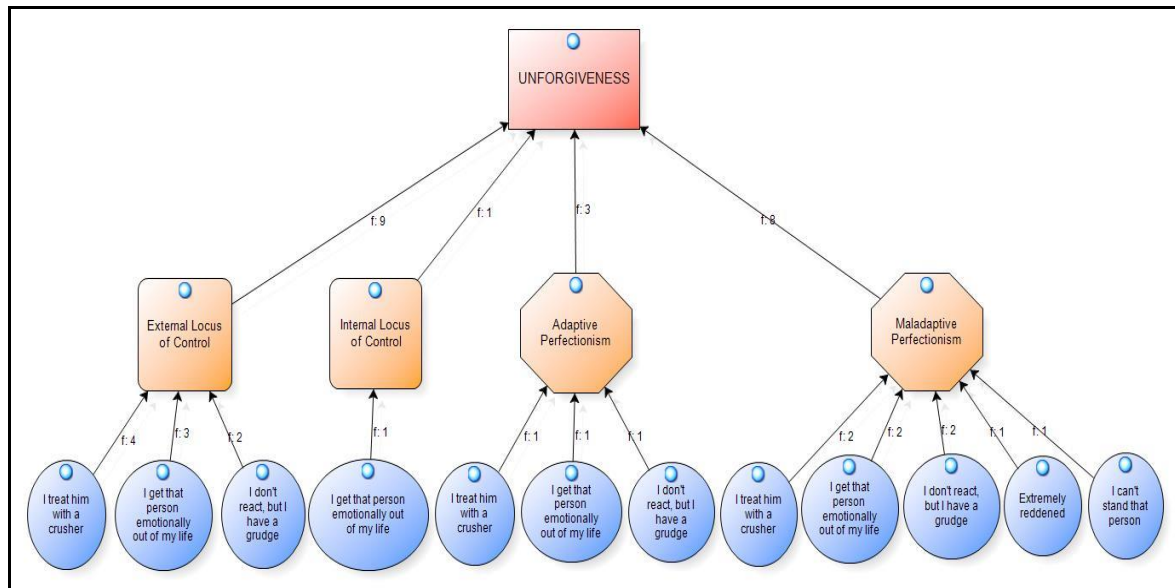 UNFORGIVENESS
f: 9
f: 1
f: 3
f: 8
External Locus
of Control
Internal Locus
of Control
Adaptive
Perfectionism
Maladaptive
Perfectionism
f: 4
f: 3
f: 2
f: 1
f: 1
f: 1
f: 1
f: 2
f: 2
f: 2
f: 1
f: 1
I treat him
with a
crusher
I get that
person
emotionally
out of my life
I don't
react, but I
have a
grudge
I get that person
emotionally out
of my life
I treat him
with a
crusher
I get that
person
emotionally
out of my life
I don't
react, but I
have a
grudge
I treat him
with a
crusher
I get that
person
emotionally
out of my life
I don't react,
but I have a
grudge
Extremely
reddened
I can't
stand that
person